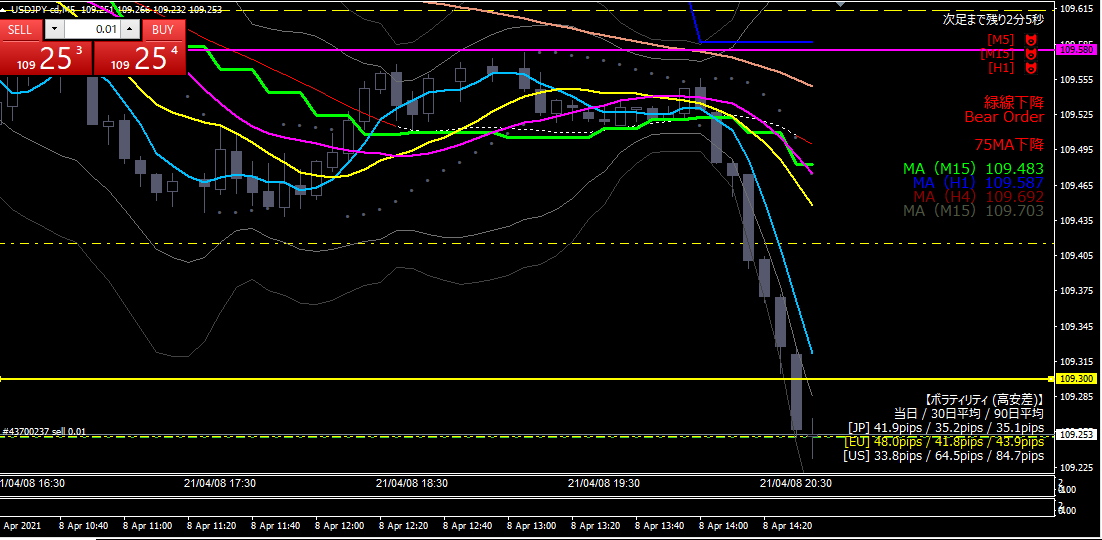 USDJPY-cd,M5 109.251 109.266 109.232 109.253
SELL 0.01 BUY
109 25 3 109 25 4
次足まで残り2分5秒
[M5]
[M15]
[H1]
緑線下降
Bear Order
75MA下降
MA（M15）109.483
MA（H1）109.587
MA（H4）109.692
MA（M15）109.703
109.615
109.580
109.555
109.525
109.495
109.465
109.435
109.405
109.375
109.345
109.315
109.300
109.285
109.253
109.225
【ボラティリティ (高安差)】
当日 / 30日平均 / 90日平均
[JP] 41.9pips / 35.2pips / 35.1pips
[EU] 48.0pips / 41.8pips / 43.9pips
[US] 33.8pips / 64.5pips / 84.7pips
#43700237 sell 0.01
21/04/08 16:30 21/04/08 17:30 21/04/08 18:30 21/04/08 19:30 21/04/08 20:30
Apr 2021 8 Apr 10:40 8 Apr 11:00 8 Apr 11:20 8 Apr 11:40 8 Apr 12:00 8 Apr 12:20 8 Apr 12:40 8 Apr 13:00 8 Apr 13:20 8 Apr 13:40 8 Apr 14:00 8 Apr 14:20